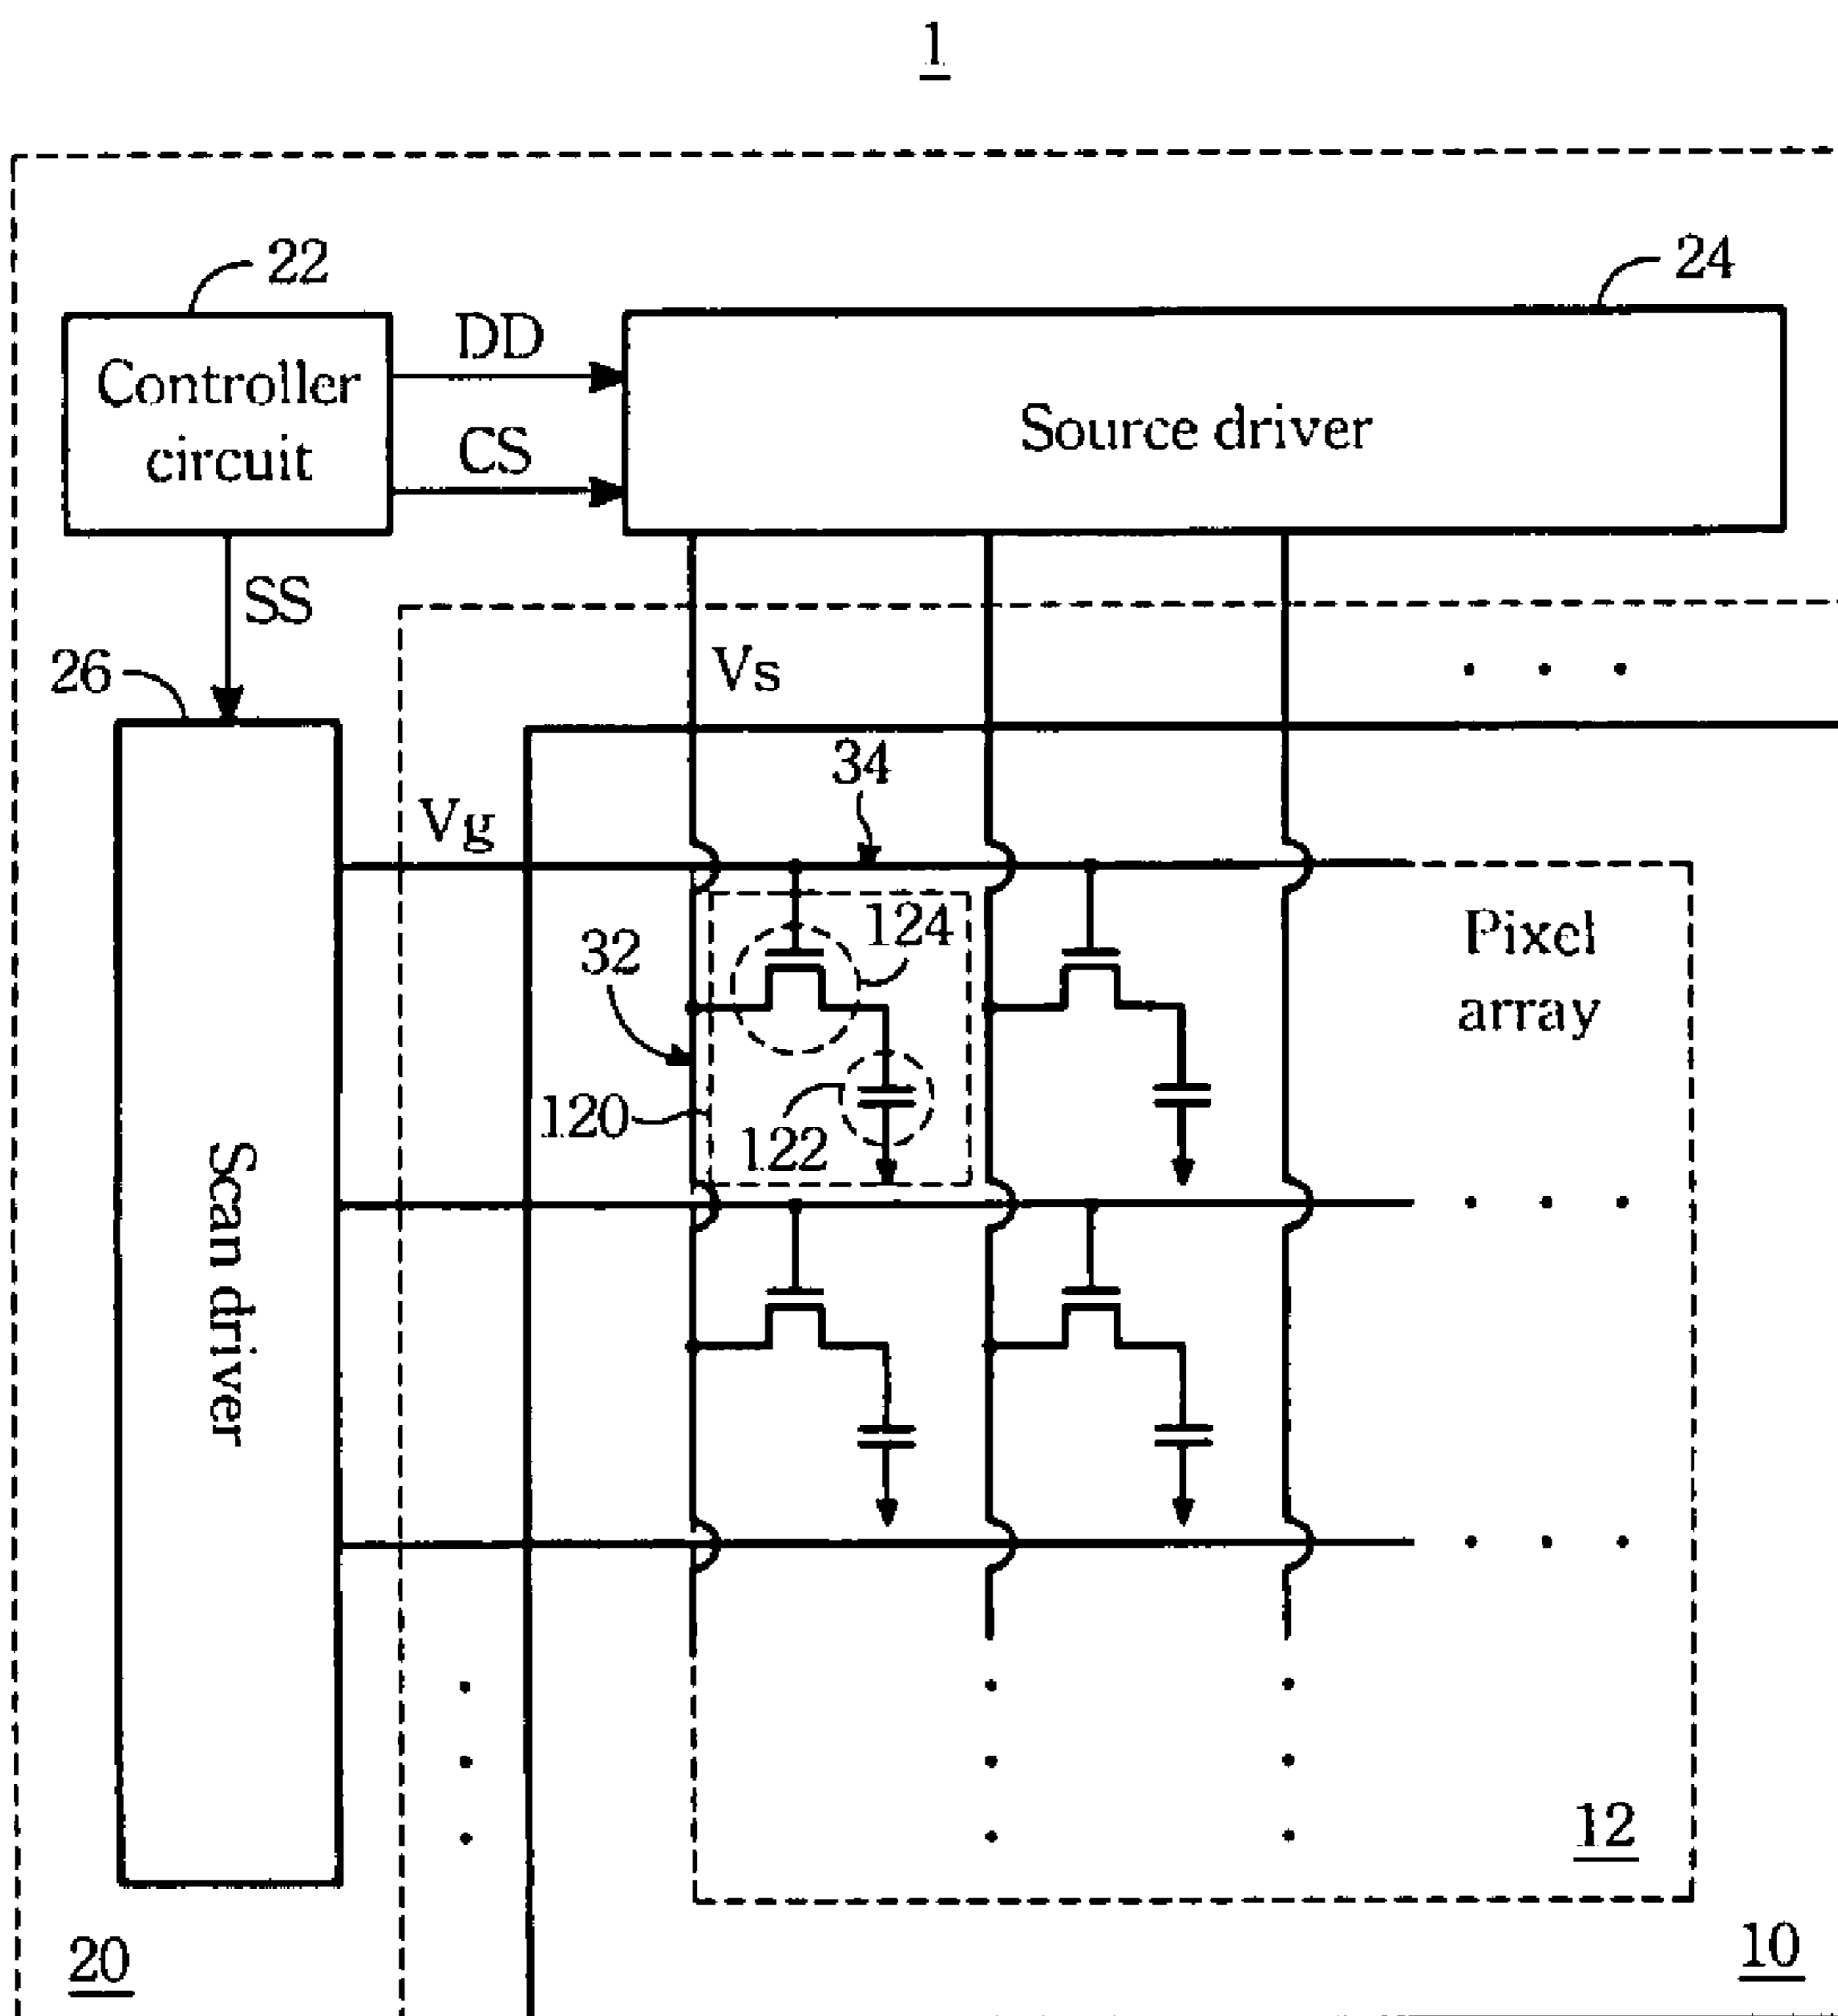 1
22
24
Controller
circuit
DD
CS
Source driver
SS
26
Vs
. . .
34
Vg
124
32
Pixel
array
120
122
Scan driver
. . .
. . .
12
20
10